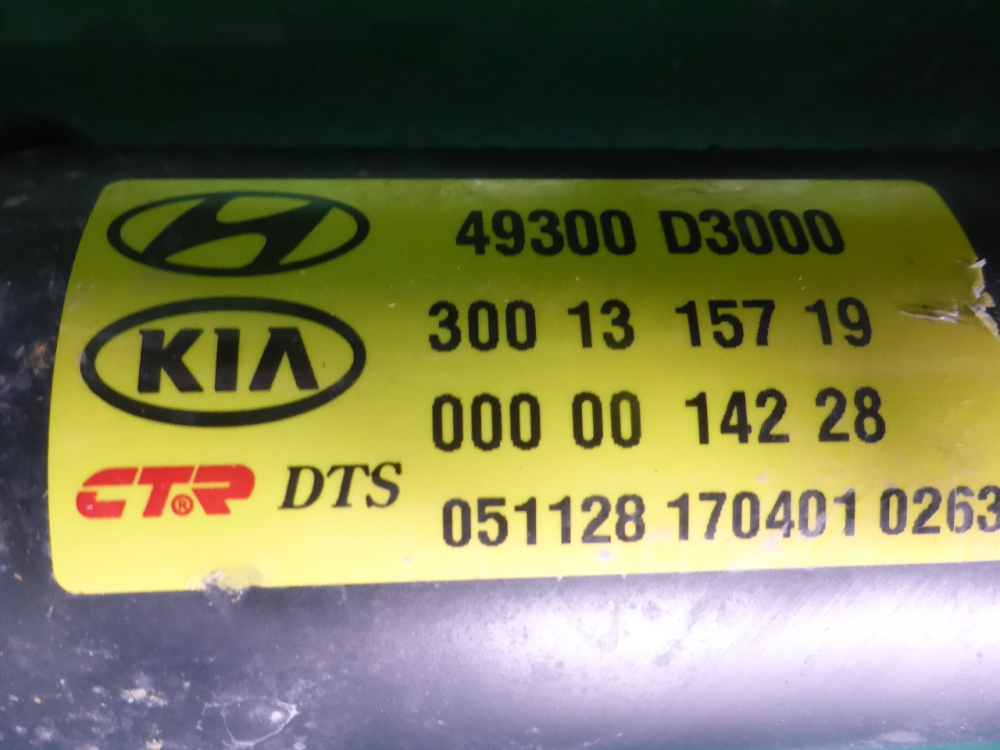 49300 D3000
KIA
300 13 157 19
000 00 142 28
CTR® DTS
051128 170401 0263